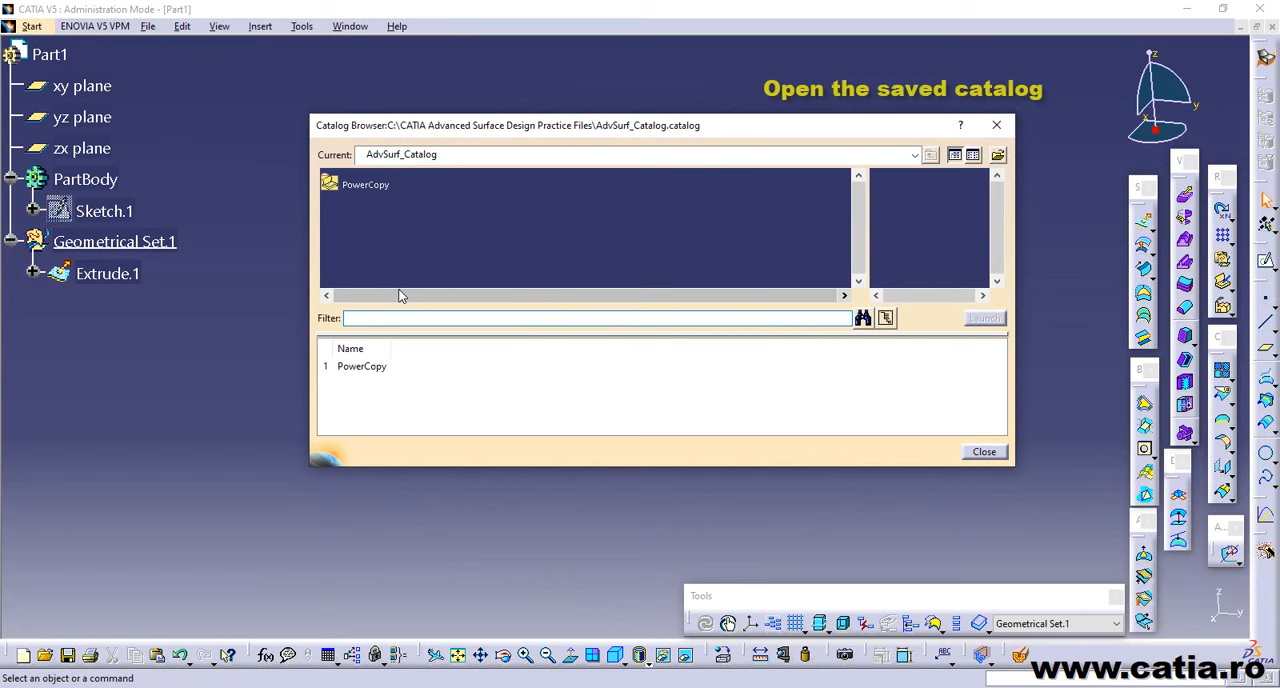 CATIA V5 : Administration Mode - [Part1]
Start ENOVIA V5 VPM File Edit View Insert Tools Window Help
Part1
xy plane
yz plane
zx plane
PartBody
Sketch.1
Geometrical Set.1
Extrude.1
Open the saved catalog
z
y
x
Catalog Browser:C:\CATIA Advanced Surface Design Practice Files\AdvSurf_Catalog.catalog
Current: AdvSurf_Catalog
PowerCopy
Filter:
Launch
Name
1 PowerCopy
Close
S
V
R
B
C
D
A
A...
Tools
Geometrical Set.1
z
y
www.catia.ro
Select an object or a command